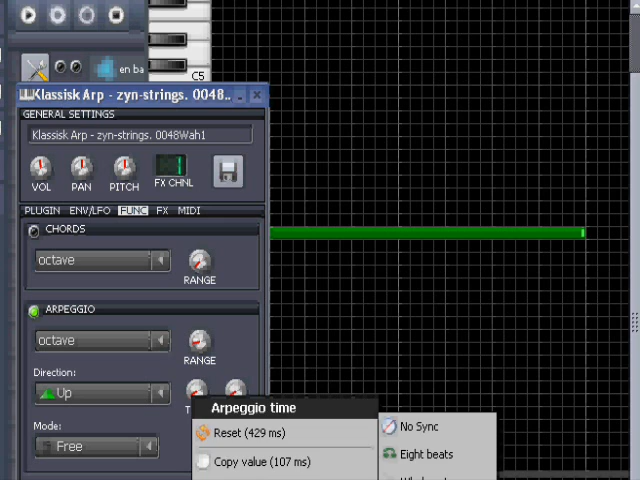 en ba
C5
Klassisk Arp - zyn-strings. 0048..
GENERAL SETTINGS
Klassisk Arp - zyn-strings. 0048Wah1
1
VOL PAN PITCH FX CHNL
PLUGIN ENV/LFO FUNC FX MIDI
CHORDS
octave
RANGE
ARPEGGIO
octave
RANGE
Direction:
Up
Arpeggio time
Mode:
Free
Reset (429 ms)
Copy value (107 ms)
No Sync
Eight beats